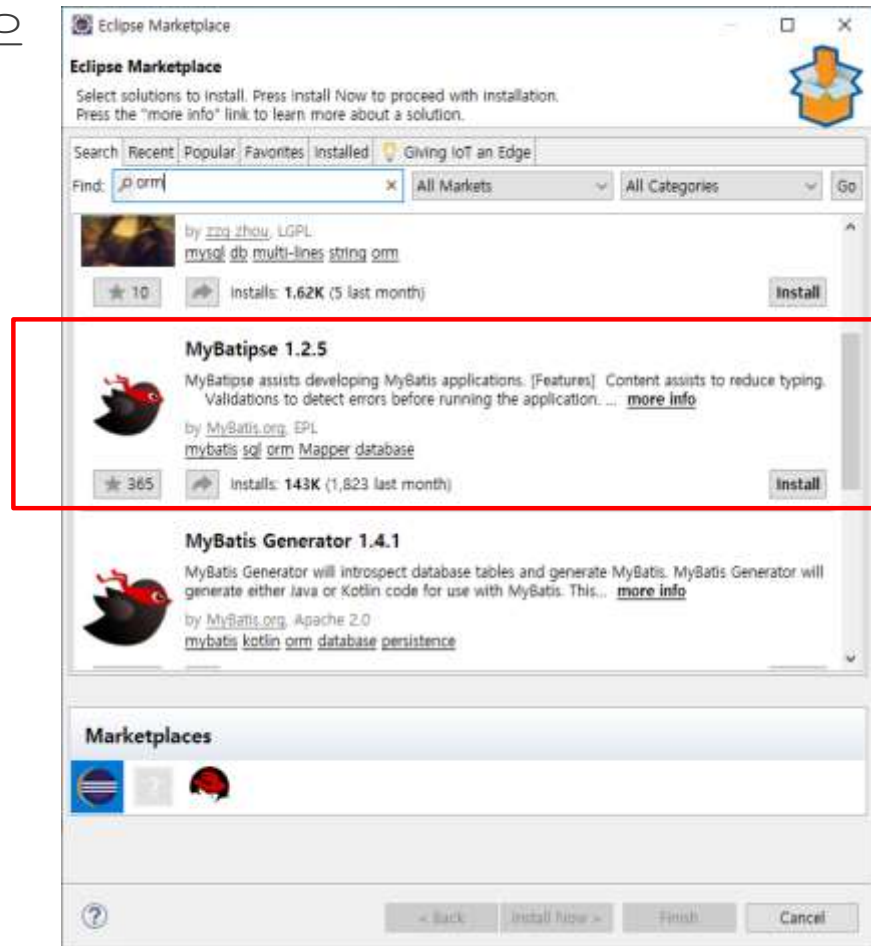 Eclipse Marketplace
Eclipse Marketplace
Select solutions to install. Press Install Now to proceed with installation.
Press the "more info" link to learn more about a solution.
Search Recent Popular Favorites Installed Giving IoT an Edge
Find: orm All Markets All Categories Go
by zzq zhou, LGPL
mysql db multi-lines string orm
10 Installs: 1.62K (5 last month) Install
MyBatipse 1.2.5
MyBatipse assists developing MyBatis applications. [Features] Content assists to reduce typing.
Validations to detect errors before running the application. ... more info
by MyBatis.org, EPL
mybatis sql orm Mapper database
365 Installs: 143K (1,823 last month) Install
MyBatis Generator 1.4.1
MyBatis Generator will introspect database tables and generate MyBatis. MyBatis Generator will
generate either Java or Kotlin code for use with MyBatis. This... more info
by MyBatis.org, Apache 2.0
mybatis kotlin orm database persistence
Marketplaces
?
? < Back Install Now > Finish Cancel